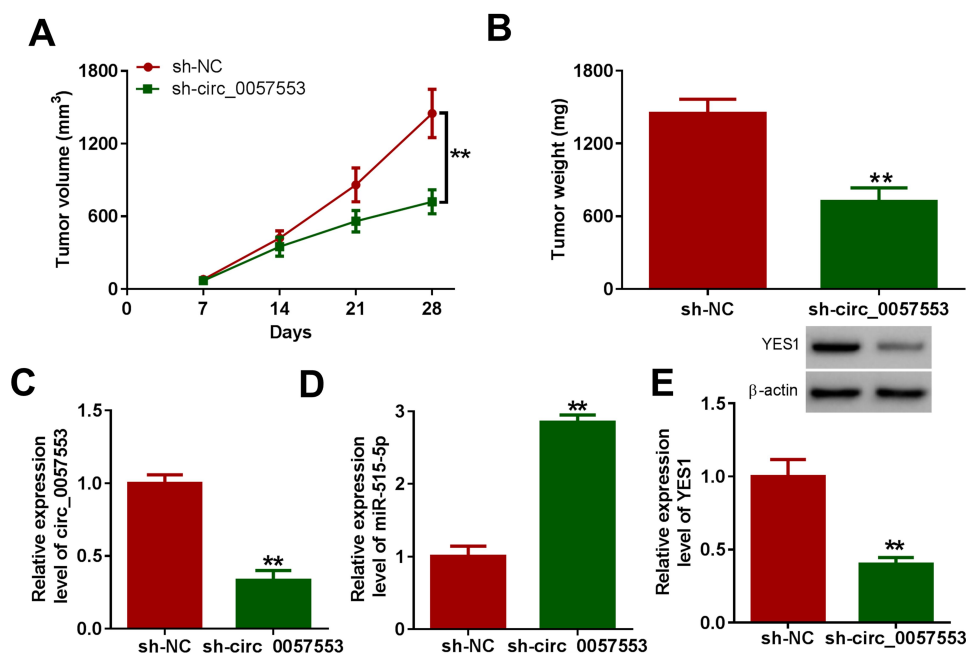 A
sh-NC
sh-circ_0057553
Tumor volume (mm³)
1800
1200
600
0
**
0 7 14 21 28
Days
B
Tumor weight (mg)
1800
1200
600
0
**
sh-NC sh-circ_0057553
C
Relative expression
level of circ_0057553
1.5
1.0
0.5
0.0
**
sh-NC sh-circ_0057553
D
Relative expression
level of miR-515-5p
3
2
1
0
**
sh-NC sh-circ_0057553
YES1
β-actin
E
Relative expression
level of YES1
1.5
1.0
0.5
0.0
**
sh-NC sh-circ_0057553